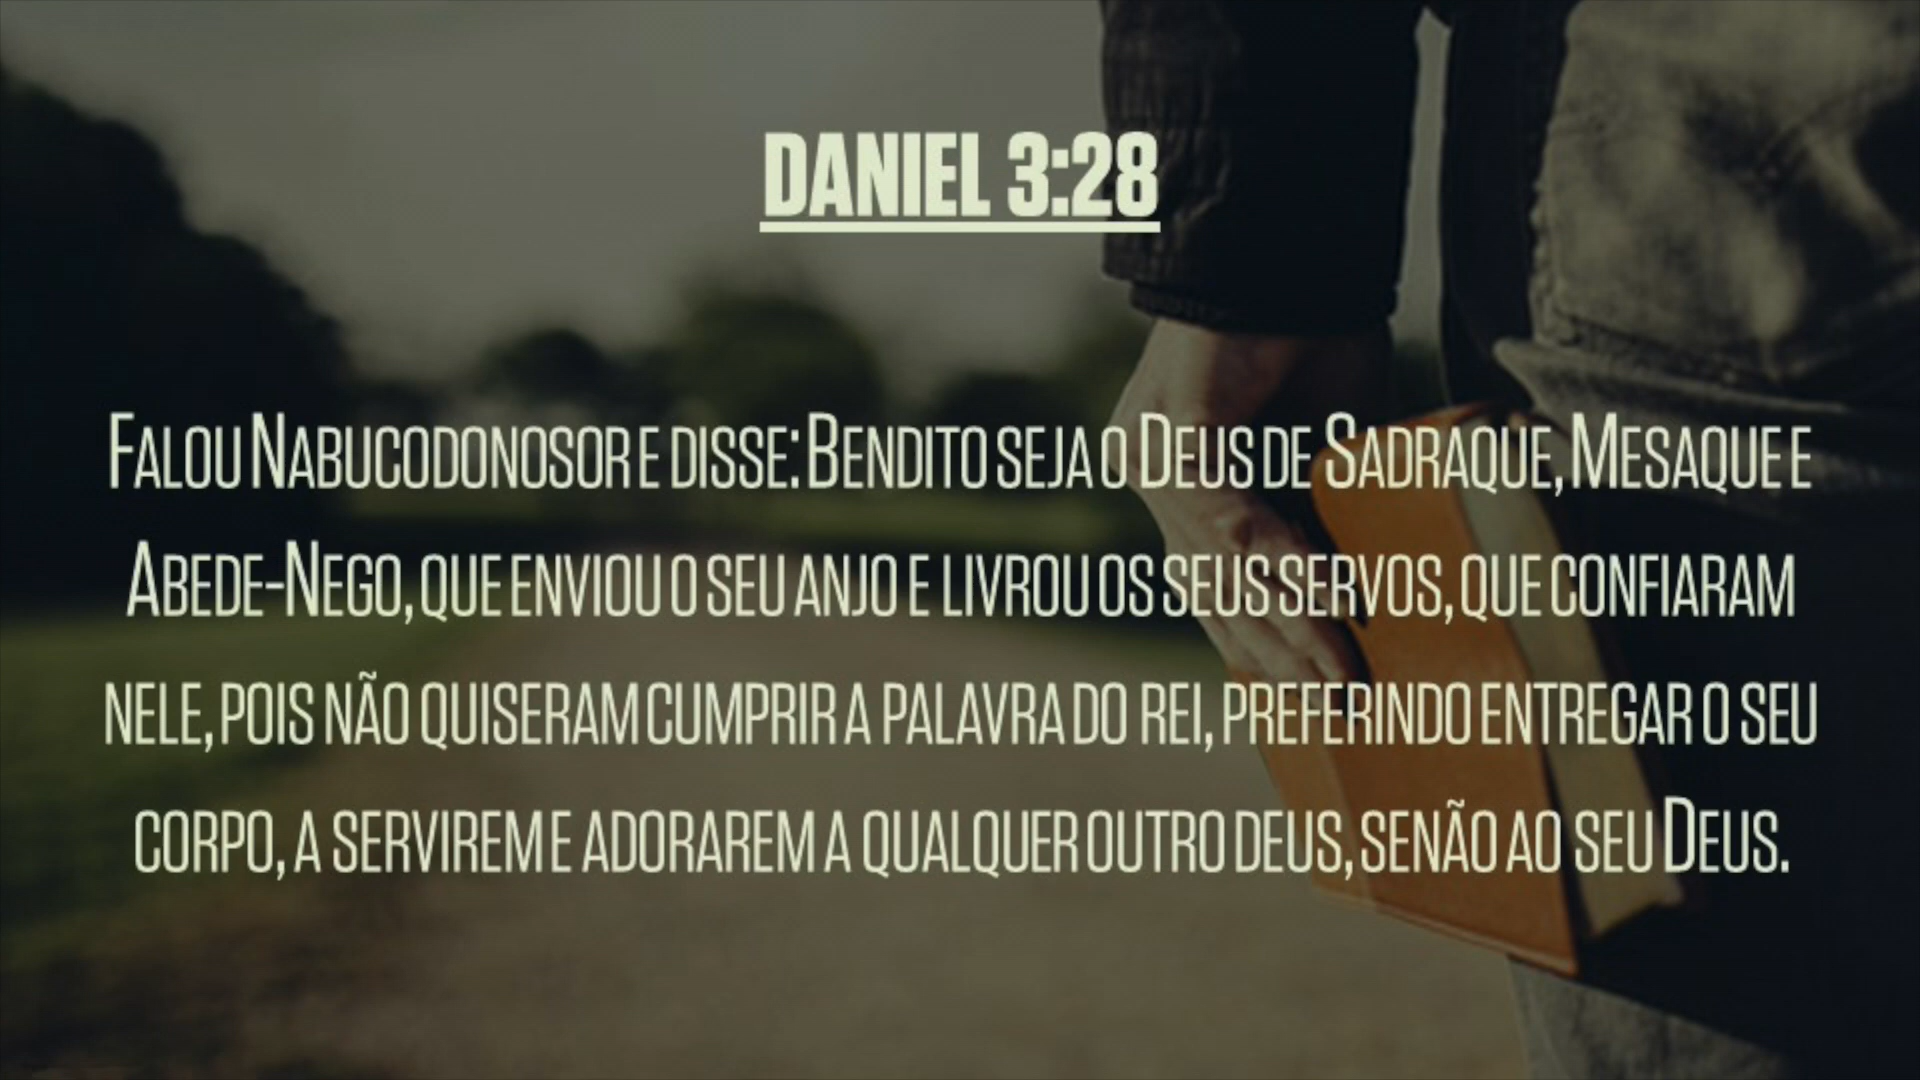 DANIEL 3:28
FALOU NABUCODONOSOR E DISSE: BENDITO SEJA O DEUS DE SADRAQUE, MESAQUE E
ABEDE-NEGO, QUE ENVIOU O SEU ANJO E LIVROU OS SEUS SERVOS, QUE CONFIARAM
NELE, POIS NÃO QUISERAM CUMPRIR A PALAVRA DO REI, PREFERINDO ENTREGAR O SEU
CORPO, A SERVIREM E ADORAREM A QUALQUER OUTRO DEUS, SENÃO AO SEU DEUS.